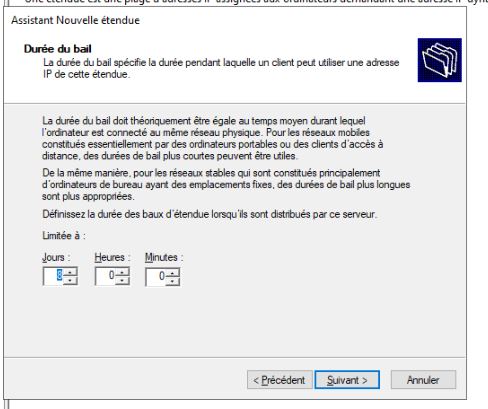 Une étendue est une plage d'adresses IP assignées aux ordinateurs demandant une adresse IP dyna
Assistant Nouvelle étendue
Durée du bail
La durée du bail spécifie la durée pendant laquelle un client peut utiliser une adresse
IP de cette étendue.
La durée du bail doit théoriquement être égale au temps moyen durant lequel
l'ordinateur est connecté au même réseau physique. Pour les réseaux mobiles
constitués essentiellement par des ordinateurs portables ou des clients d'accès à
distance, des durées de bail plus courtes peuvent être utiles.
De la même manière, pour les réseaux stables qui sont constitués principalement
d'ordinateurs de bureau ayant des emplacements fixes, des durées de bail plus longues
sont plus appropriées.
Définissez la durée des baux d'étendue lorsqu'ils sont distribués par ce serveur.
Limitée à :
Jours : Heures : Minutes :
8 0 0
< Précédent Suivant > Annuler